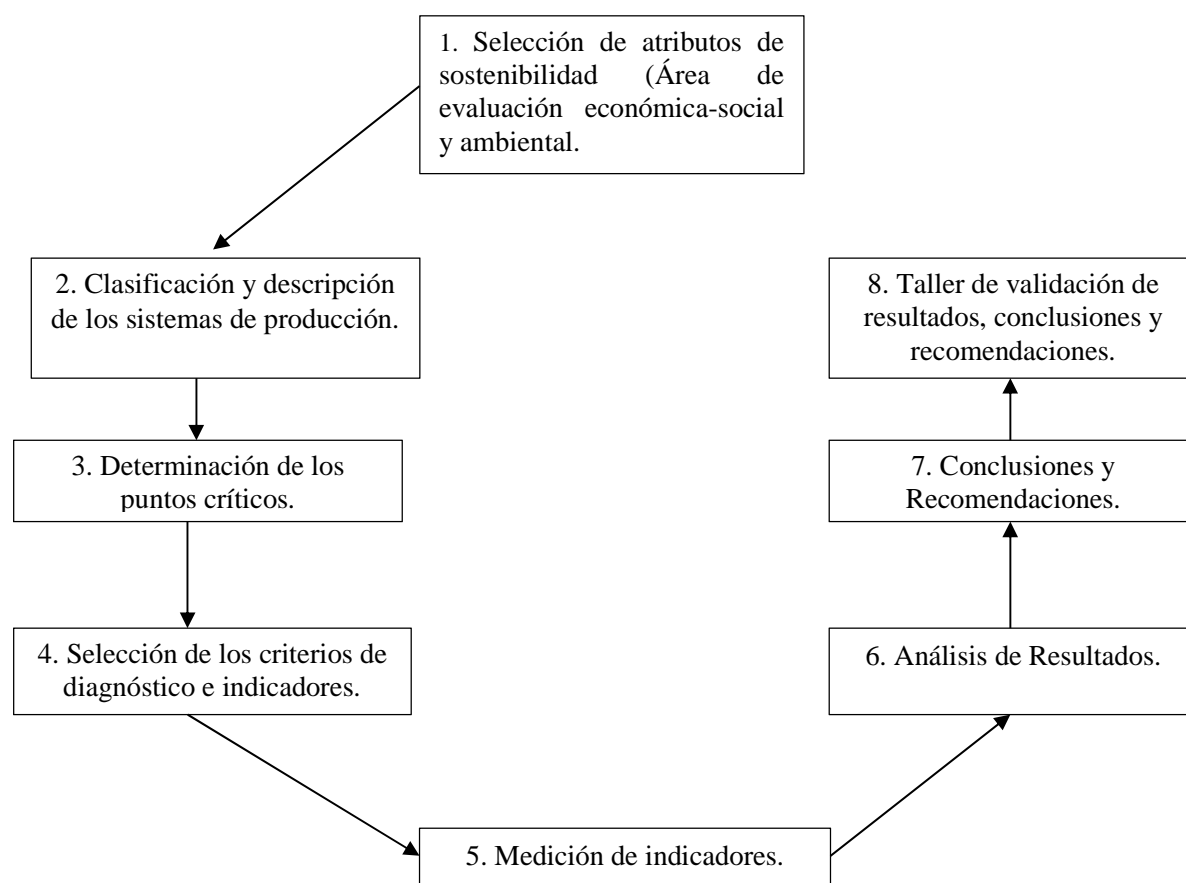 1. Selección de atributos de
sostenibilidad (Área de
evaluación económica-social
y ambiental.
2. Clasificación y descripción
de los sistemas de producción.
3. Determinación de los
puntos críticos.
4. Selección de los criterios de
diagnóstico e indicadores.
5. Medición de indicadores.
6. Análisis de Resultados.
7. Conclusiones y
Recomendaciones.
8. Taller de validación de
resultados, conclusiones y
recomendaciones.